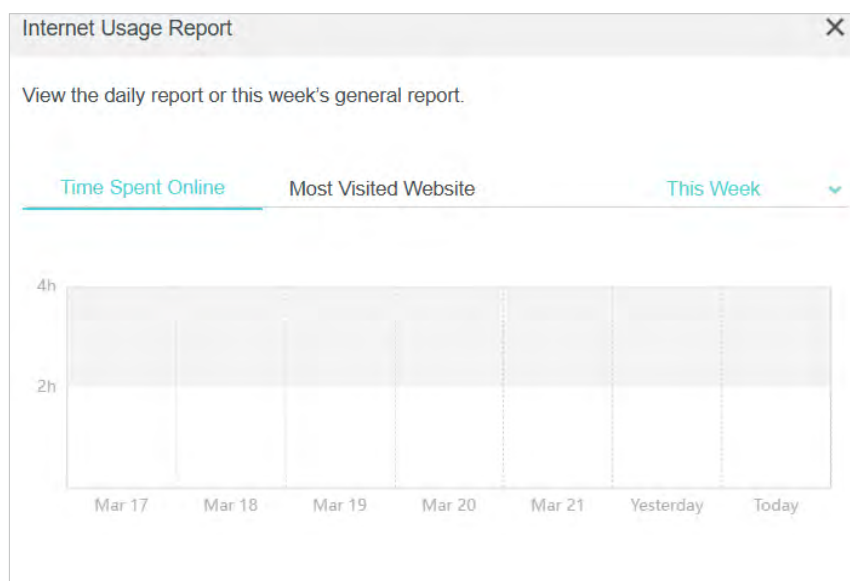 Internet Usage Report
View the daily report or this week's general report.
Time Spent Online Most Visited Website This Week
4h
2h
Mar 17 Mar 18 Mar 19 Mar 20 Mar 21 Yesterday Today